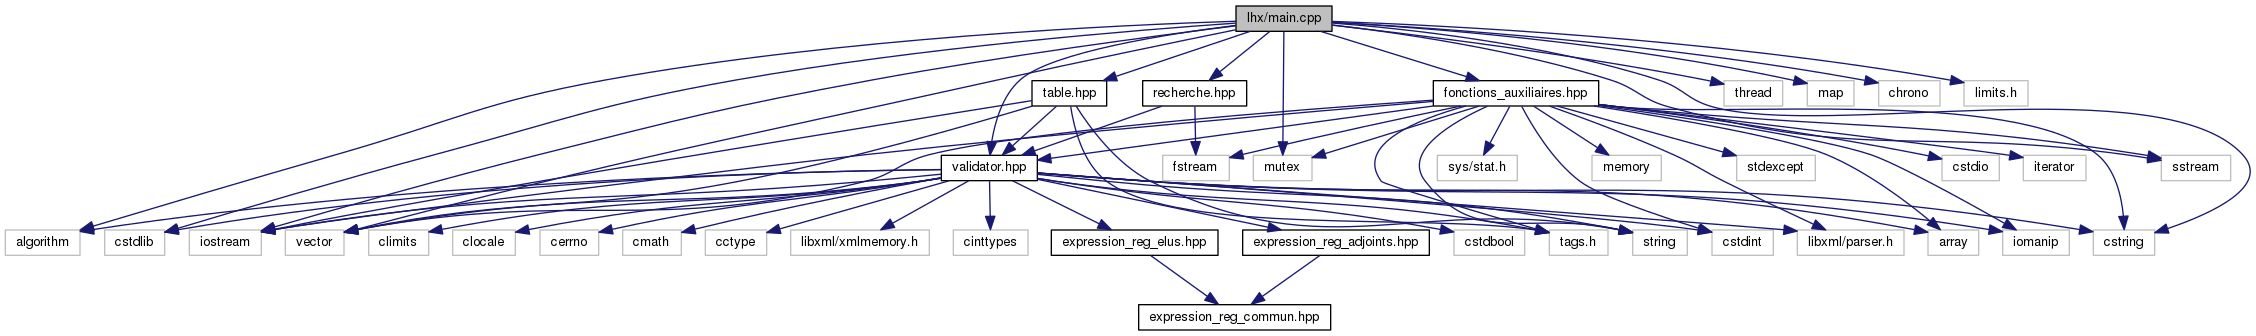 lhx/main.cpp
table.hpp
recherche.hpp
fonctions_auxiliaires.hpp
thread
map
chrono
limits.h
validator.hpp
fstream
mutex
sys/stat.h
memory
stdexcept
cstdio
iterator
sstream
algorithm
cstdlib
iostream
vector
climits
clocale
cerrno
cmath
cctype
libxml/xmlmemory.h
cinttypes
expression_reg_elus.hpp
expression_reg_adjoints.hpp
cstdbool
tags.h
string
cstdint
libxml/parser.h
array
iomanip
cstring
expression_reg_commun.hpp